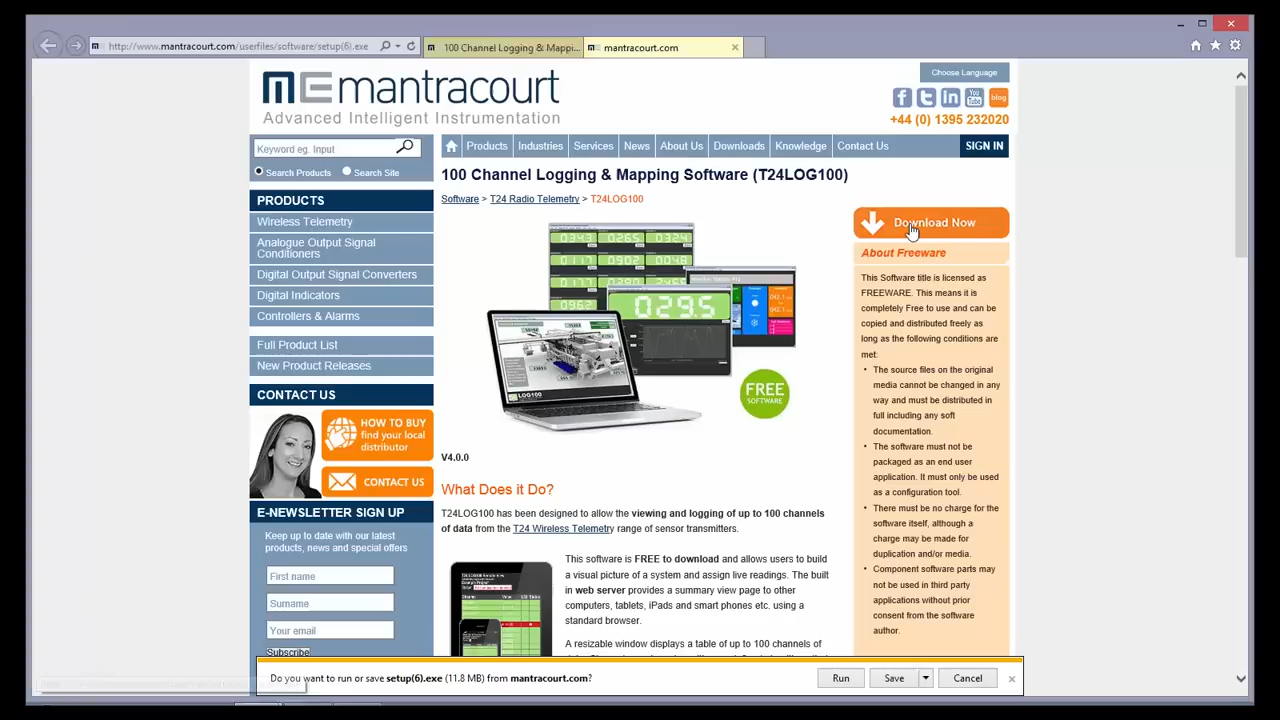 http://www.mantracourt.com/userfiles/software/setup(6).exe
100 Channel Logging & Mappi...
mantracourt.com
mantracourt
Advanced Intelligent Instrumentation
Choose Language
You Tube
blog
+44 (0) 1395 232020
Keyword eg. Input
Search Products Search Site
Products Industries Services News About Us Downloads Knowledge Contact Us SIGN IN
PRODUCTS
Wireless Telemetry
Analogue Output Signal
Conditioners
Digital Output Signal Converters
Digital Indicators
Controllers & Alarms
Full Product List
New Product Releases
CONTACT US
HOW TO BUY
find your local
distributor
CONTACT US
E-NEWSLETTER SIGN UP
Keep up to date with our latest
products, news and special offers
First name
Surname
Your email
Subscribe
100 Channel Logging & Mapping Software (T24LOG100)
Software > T24 Radio Telemetry > T24LOG100
029.5
LOG100
FREE
SOFTWARE
V4.0.0
What Does it Do?
T24LOG100 has been designed to allow the viewing and logging of up to 100 channels
of data from the T24 Wireless Telemetry range of sensor transmitters.
This software is FREE to download and allows users to build
a visual picture of a system and assign live readings. The built
in web server provides a summary view page to other
computers, tablets, iPads and smart phones etc. using a
standard browser.
A resizable window displays a table of up to 100 channels of
Download Now
About Freeware
This Software title is licensed as
FREEWARE. This means it is
completely Free to use and can be
copied and distributed freely as
long as the following conditions are
met:
• The source files on the original
media cannot be changed in any
way and must be distributed in
full including any soft
documentation.
• The software must not be
packaged as an end user
application. It must only be used
as a configuration tool.
• There must be no charge for the
software itself, although a
charge may be made for
duplication and/or media.
• Component software parts may
not be used in third party
applications without prior
consent from the software
author.
Do you want to run or save setup(6).exe (11.8 MB) from mantracourt.com?
Run Save Cancel